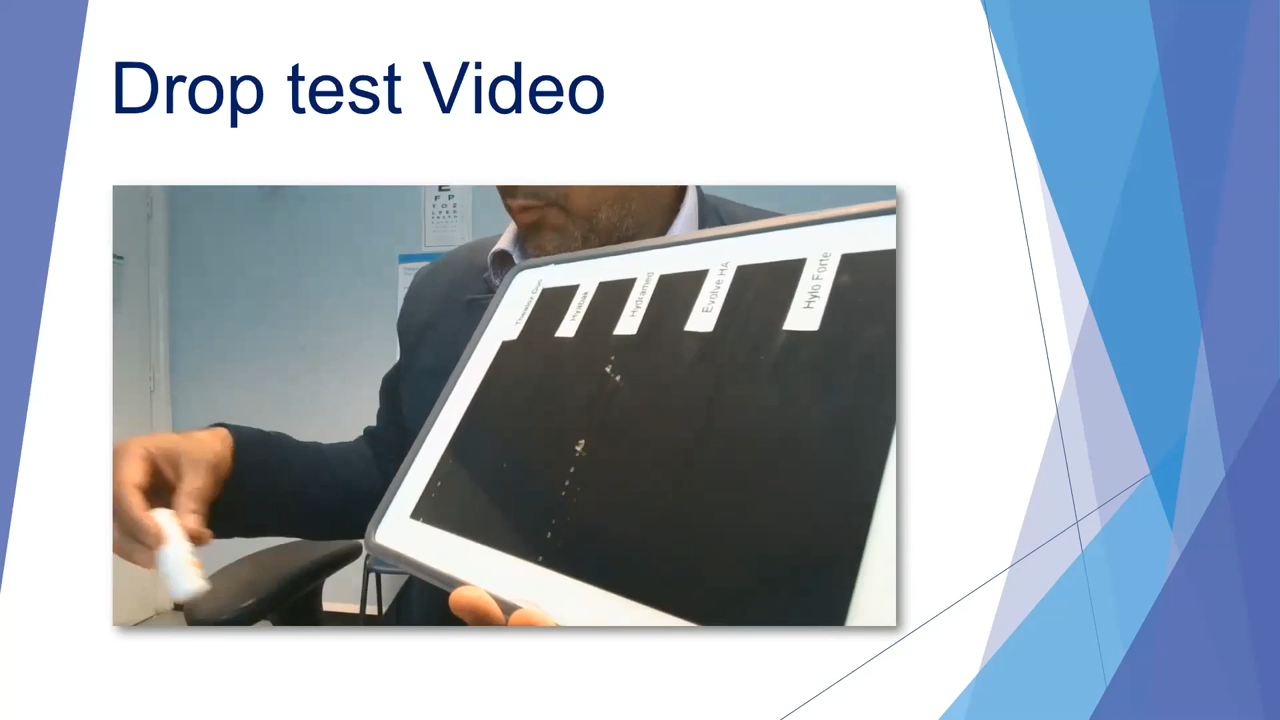 Drop test Video
E
F P
T O Z
L P E D
Hyabak
Hydramed
Evolve HA
Hylo Forte